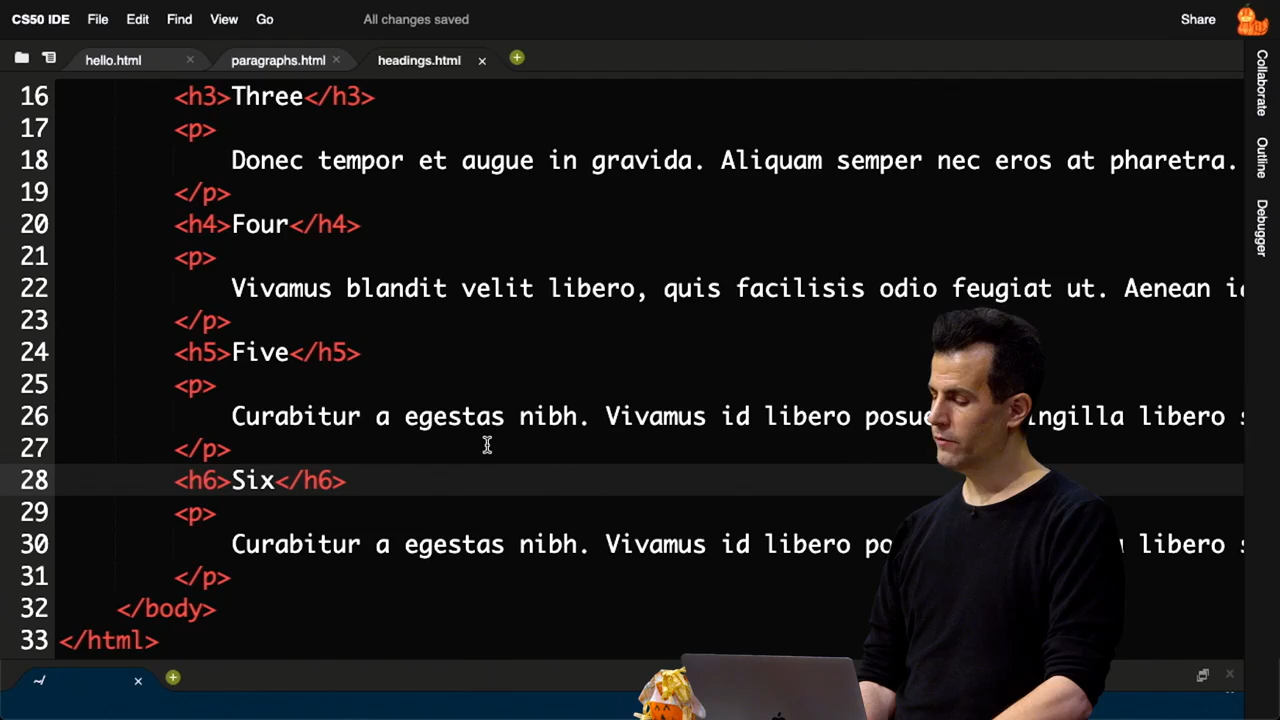 CS50 IDE File Edit Find View Go All changes saved Share
hello.html paragraphs.html headings.html
Collaborate
Outline
Debugger
16 <h3>Three</h3>
17 <p>
18 Donec tempor et augue in gravida. Aliquam semper nec eros at pharetra.
19 </p>
20 <h4>Four</h4>
21 <p>
22 Vivamus blandit velit libero, quis facilisis odio feugiat ut. Aenean
23 </p>
24 <h5>Five</h5>
25 <p>
26 Curabitur a egestas nibh. Vivamus id libero libero
27 </p>
28 <h6>Six</h6>
29 <p>
30 Curabitur a egestas nibh. Vivamus id libero libero
31 </p>
32 </body>
33 </html>